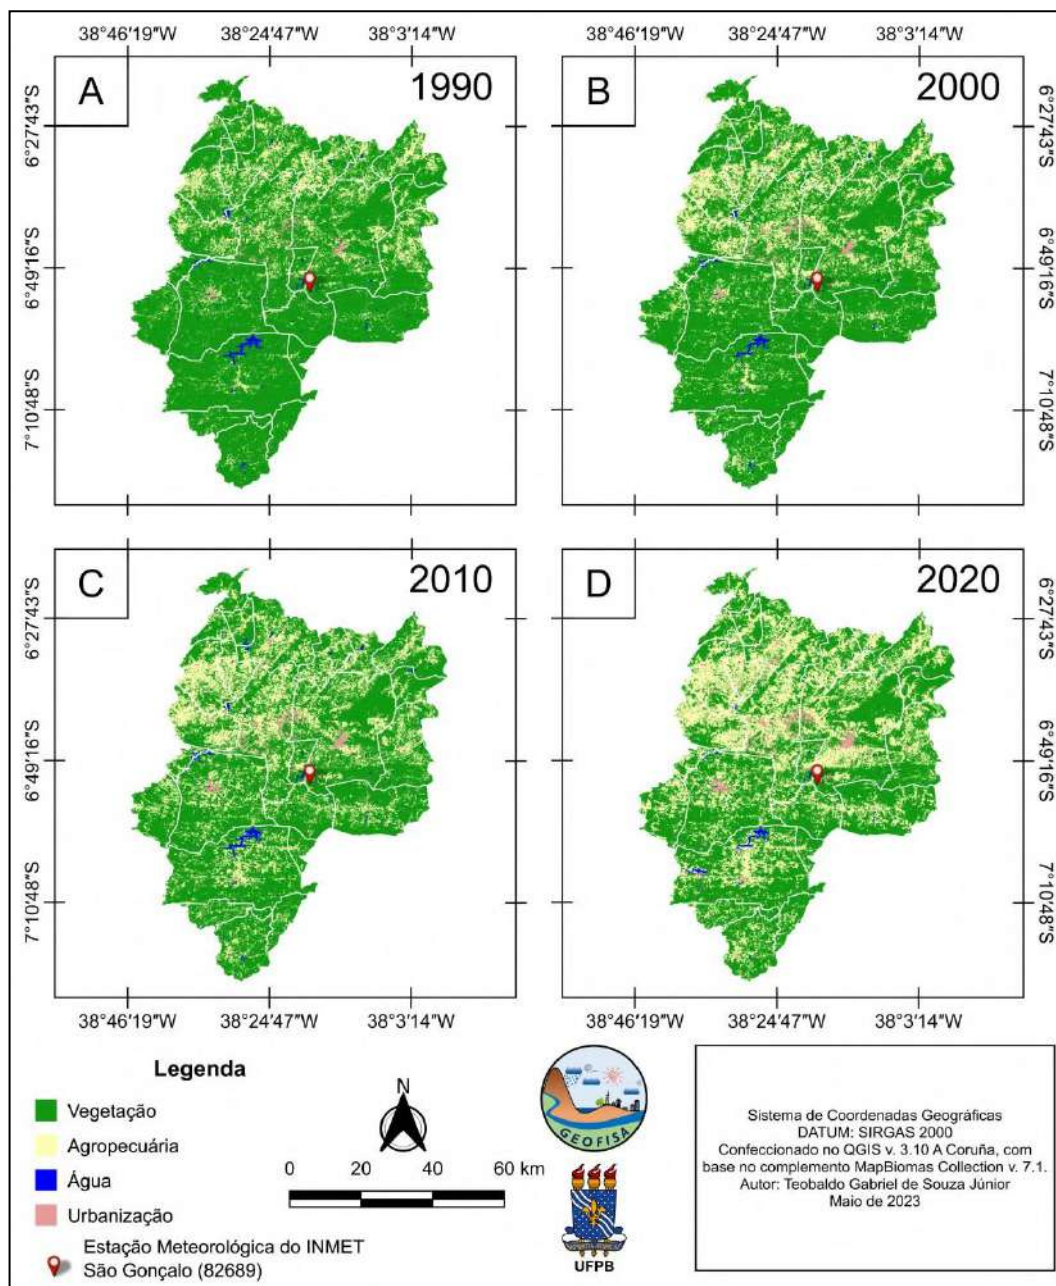 38°46'19"W 38°24'47"W 38°3'14"W 38°46'19"W 38°24'47"W 38°3'14"W
A 1990 B 2000
6°27'43"S 6°27'43"S
6°49'16"S 6°49'16"S
7°10'48"S 7°10'48"S
C 2010 D 2020
6°27'43"S 6°27'43"S
6°49'16"S 6°49'16"S
7°10'48"S 7°10'48"S
38°46'19"W 38°24'47"W 38°3'14"W 38°46'19"W 38°24'47"W 38°3'14"W
Legenda
Vegetação
Agropecuária
Água
Urbanização
Estação Meteorológica do INMET
São Gonçalo (82689)
N
0 20 40 60 km
GEOFISA
UFPB
Sistema de Coordenadas Geográficas
DATUM: SIRGAS 2000
Confeccionado no QGIS v. 3.10 A Coruña, com
base no complemento MapBiomas Collection v. 7.1.
Autor: Teobaldo Gabriel de Souza Júnior
Maio de 2023